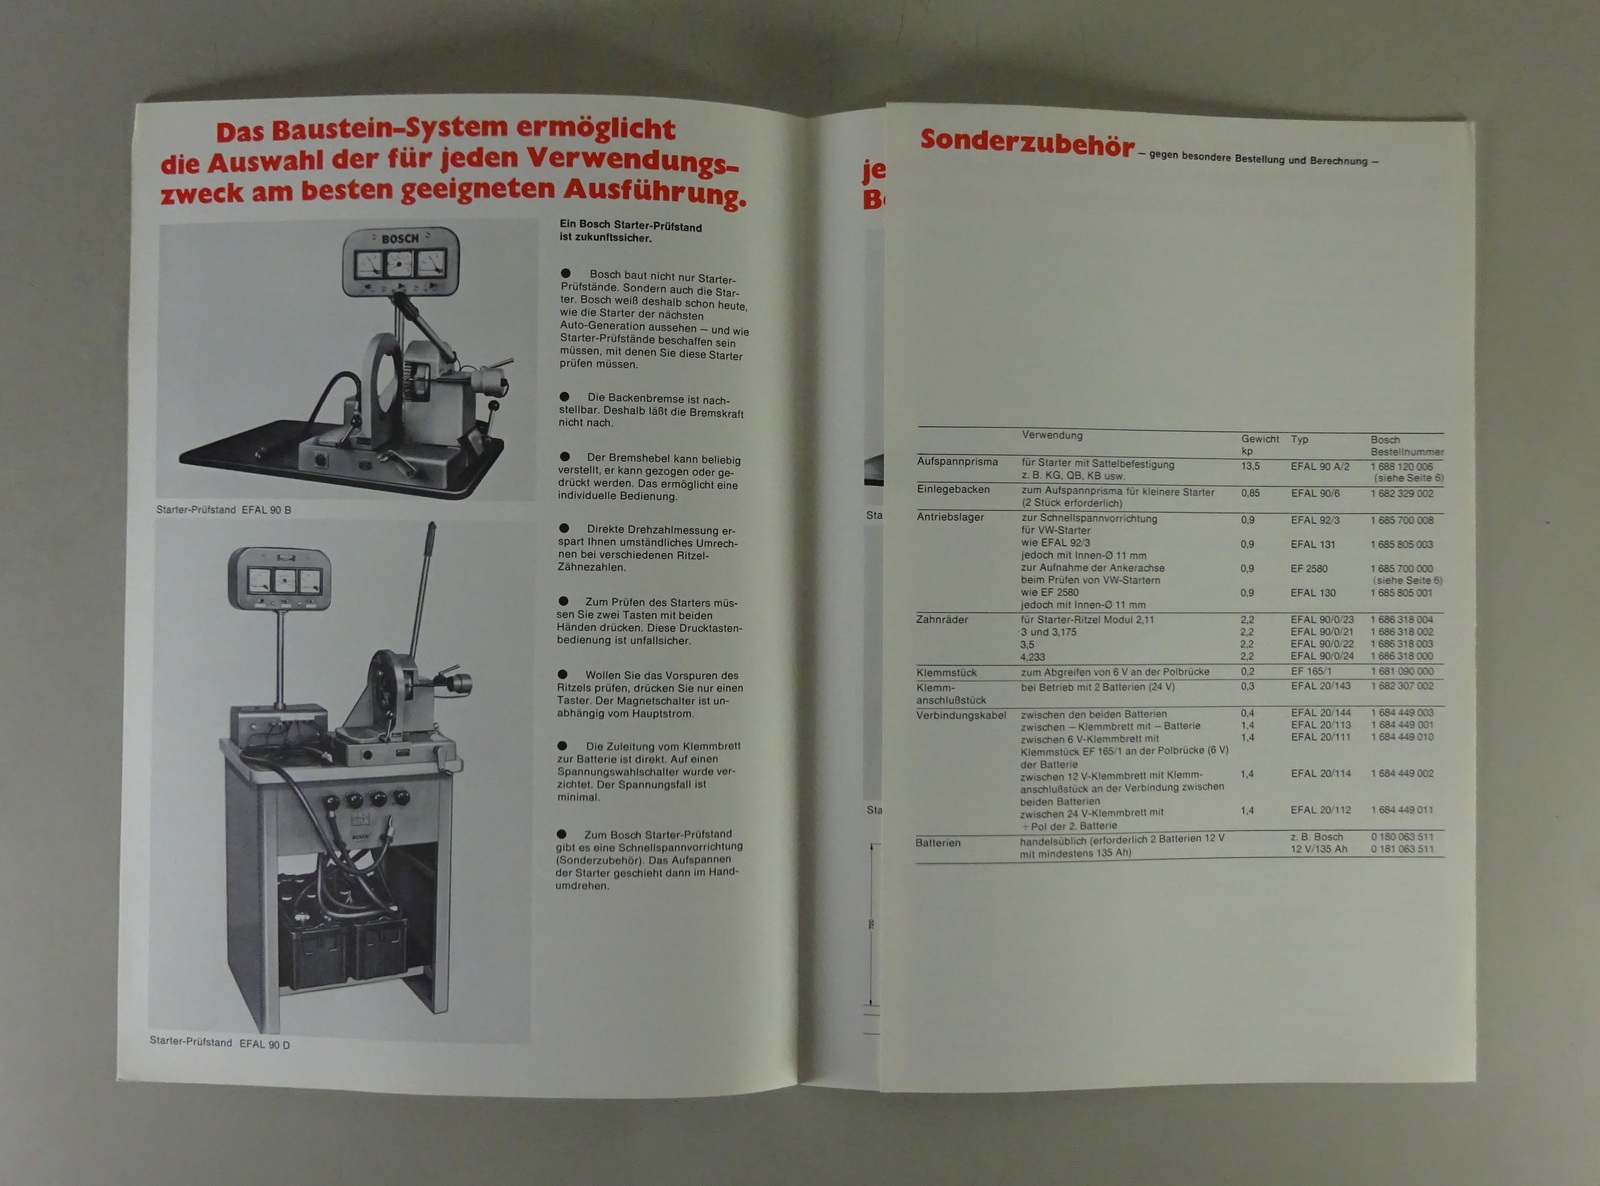 Das Baustein-System ermöglicht
die Auswahl der für jeden Verwendungs-
zweck am besten geeigneten Ausführung.
BOSCH
Starter-Prüfstand EFAL 90 B
BOSCH
Starter-Prüfstand EFAL 90 D
Ein Bosch Starter-Prüfstand
ist zukunftssicher.
● Bosch baut nicht nur Starter-
Prüfstände. Sondern auch die Star-
ter. Bosch weiß deshalb schon heute,
wie die Starter der nächsten
Auto-Generation aussehen – und wie
Starter-Prüfstände beschaffen sein
müssen, mit denen Sie diese Starter
prüfen müssen.
● Die Backenbremse ist nach-
stellbar. Deshalb läßt die Bremskraft
nicht nach.
● Der Bremshebel kann beliebig
verstellt, er kann gezogen oder ge-
drückt werden. Das ermöglicht eine
individuelle Bedienung.
● Direkte Drehzahlmessung er-
spart Ihnen umständliches Umrech-
nen bei verschiedenen Ritzel-
Zähnezahlen.
● Zum Prüfen des Starters müs-
sen Sie zwei Tasten mit beiden
Händen drücken. Diese Drucktasten-
bedienung ist unfallsicher.
● Wollen Sie das Vorspuren des
Ritzels prüfen, drücken Sie nur einen
Taster. Der Magnetschalter ist un-
abhängig vom Hauptstrom.
● Die Zuleitung vom Klemmbrett
zur Batterie ist direkt. Auf einen
Spannungswahlschalter wurde ver-
zichtet. Der Spannungsfall ist
minimal.
● Zum Bosch Starter-Prüfstand
gibt es eine Schnellspannvorrichtung
(Sonderzubehör). Das Aufspannen
der Starter geschieht dann im Hand-
umdrehen.
je
Be
Sta
Sta
Sonderzubehör – gegen besondere Bestellung und Berechnung –
Verwendung Gewicht Typ Bosch
kp Bestellnummer
Aufspannprisma für Starter mit Sattelbefestigung 13,5 EFAL 90 A/2 1 688 120 006
z. B. KG, QB, KB usw. (siehe Seite 6)
Einlegebacken zum Aufspannprisma für kleinere Starter 0,85 EFAL 90/6 1 682 329 002
(2 Stück erforderlich)
Antriebslager zur Schnellspannvorrichtung 0,9 EFAL 92/3 1 685 700 008
für VW-Starter
wie EFAL 92/3 0,9 EFAL 131 1 685 805 003
jedoch mit Innen-Ø 11 mm
zur Aufnahme der Ankerachse 0,9 EF 2580 1 685 700 000
beim Prüfen von VW-Startern (siehe Seite 6)
wie EF 2580 0,9 EFAL 130 1 685 805 001
jedoch mit Innen-Ø 11 mm
Zahnräder für Starter-Ritzel Modul 2,11 2,2 EFAL 90/0/23 1 686 318 004
3 und 3,175 2,2 EFAL 90/0/21 1 686 318 002
3,5 2,2 EFAL 90/0/22 1 686 318 003
4,233 2,2 EFAL 90/0/24 1 686 318 000
Klemmstück zum Abgreifen von 6 V an der Polbrücke 0,2 EF 165/1 1 681 090 000
Klemm- bei Betrieb mit 2 Batterien (24 V) 0,3 EFAL 20/143 1 682 307 002
anschlußstück
Verbindungskabel zwischen den beiden Batterien 0,4 EFAL 20/144 1 684 449 003
zwischen – Klemmbrett mit – Batterie 1,4 EFAL 20/113 1 684 449 001
zwischen 6 V-Klemmbrett mit 1,4 EFAL 20/111 1 684 449 010
Klemmstück EF 165/1 an der Polbrücke (6 V)
der Batterie
zwischen 12 V-Klemmbrett mit Klemm- 1,4 EFAL 20/114 1 684 449 002
anschlußstück an der Verbindung zwischen
beiden Batterien
zwischen 24 V-Klemmbrett mit 1,4 EFAL 20/112 1 684 449 011
+ Pol der 2. Batterie
Batterien handelsüblich (erforderlich 2 Batterien 12 V z. B. Bosch 0 180 063 511
mit mindestens 135 Ah) 12 V/135 Ah 0 181 063 511